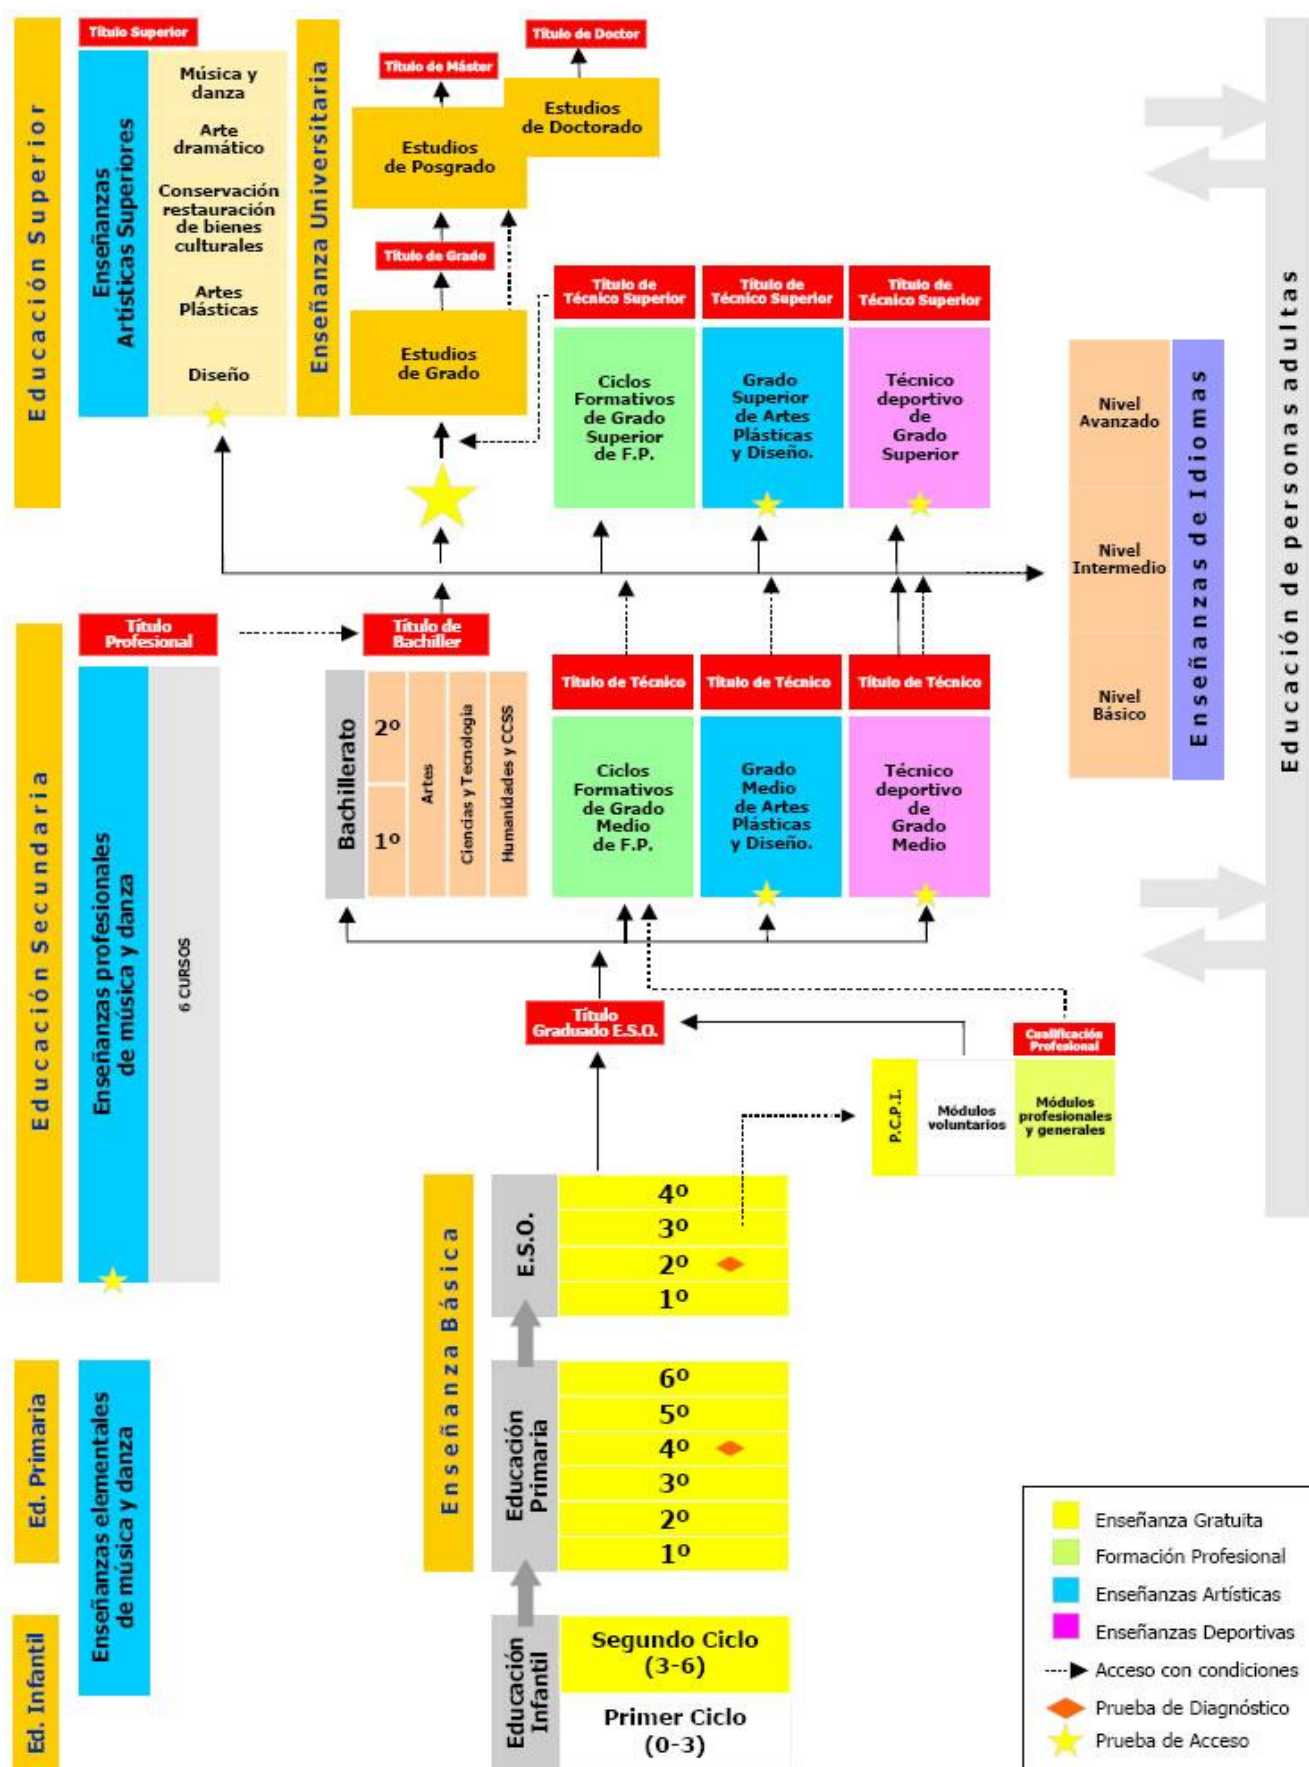 Educación Superior
Título Superior
Enseñanzas
Artísticas Superiores
Música y
danza
Arte
dramático
Conservación
restauración
de bienes
culturales
Artes
Plásticas
Diseño
Enseñanza Universitaria
Título de Máster
Título de Doctor
Estudios
de Posgrado
Estudios
de Doctorado
Título de Grado
Estudios
de Grado
Título de
Técnico Superior
Título de
Técnico Superior
Título de
Técnico Superior
Ciclos
Formativos
de Grado
Superior
de F.P.
Grado
Superior
de Artes
Plásticas
y Diseño.
Técnico
deportivo
de
Grado
Superior
Nivel
Avanzado
Nivel
Intermedio
Nivel
Básico
Enseñanzas de Idiomas
Educación de personas adultas
Educación Secundaria
Título
Profesional
Enseñanzas profesionales
de música y danza
6 CURSOS
Título de
Bachiller
Bachillerato
2º
1º
Artes
Ciencias y Tecnología
Humanidades y CCSS
Título de Técnico
Título de Técnico
Título de Técnico
Ciclos
Formativos
de Grado
Medio
de F.P.
Grado
Medio
de Artes
Plásticas
y Diseño.
Técnico
deportivo
de
Grado
Medio
Título
Graduado E.S.O.
Cualificación
Profesional
P.C.P.I.
Módulos
voluntarios
Módulos
profesionales
y generales
Enseñanza Básica
E.S.O.
4º
3º
2º
1º
Ed. Primaria
Enseñanzas elementales
de música y danza
Educación
Primaria
6º
5º
4º
3º
2º
1º
Ed. Infantil
Educación
Infantil
Segundo Ciclo
(3-6)
Primer Ciclo
(0-3)
Enseñanza Gratuita
Formación Profesional
Enseñanzas Artísticas
Enseñanzas Deportivas
Acceso con condiciones
Prueba de Diagnóstico
Prueba de Acceso